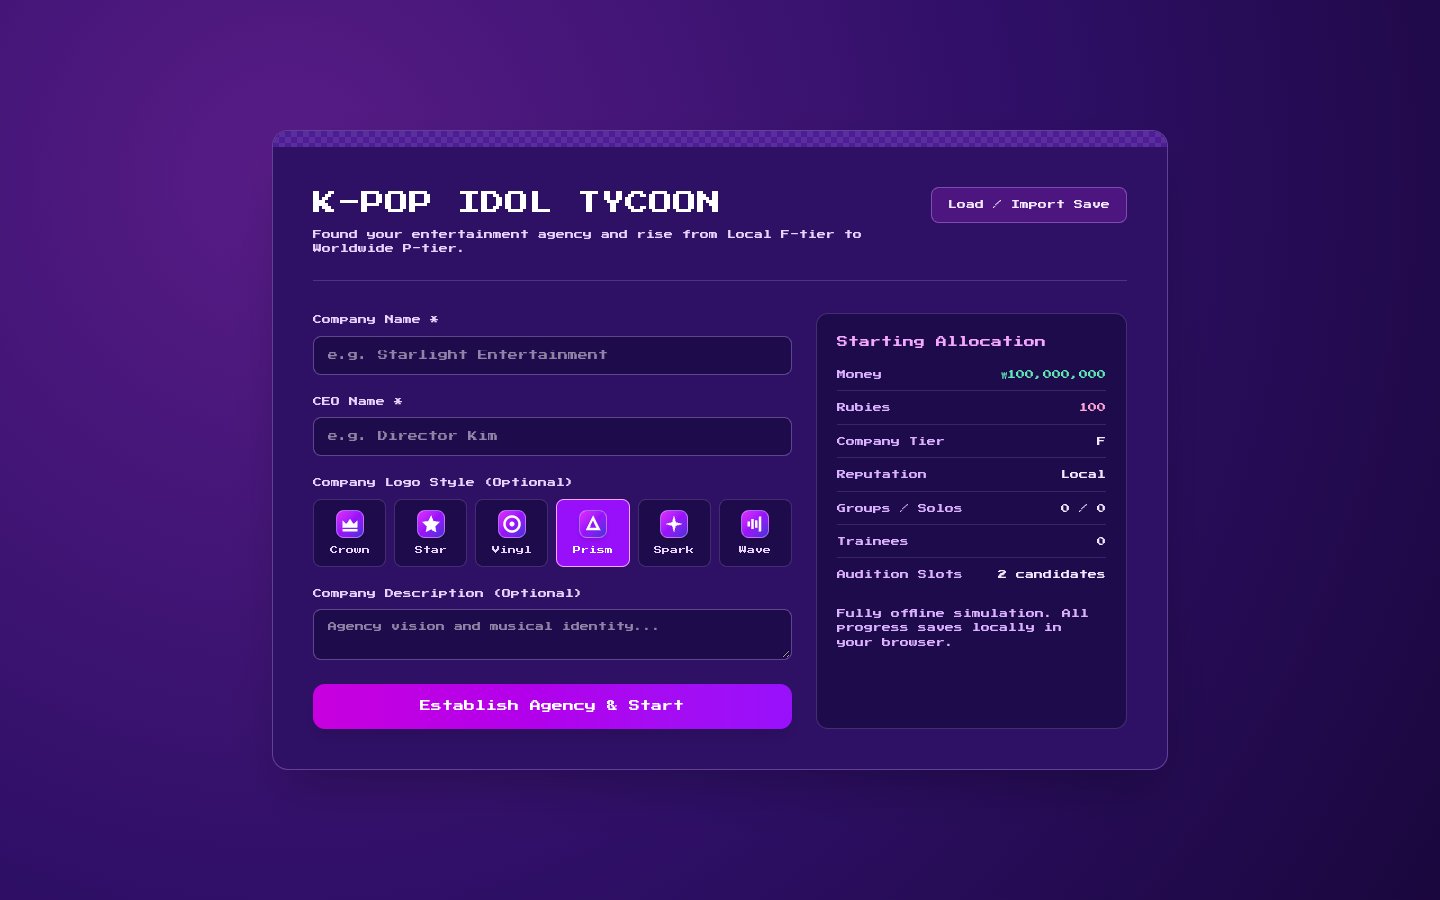 K-POP IDOL TYCOON
Load / Import Save
Found your entertainment agency and rise from Local F-tier to
Worldwide P-tier.
Company Name *
e.g. Starlight Entertainment
CEO Name *
e.g. Director Kim
Company Logo Style (Optional)
Crown
Star
Vinyl
Prism
Spark
Wave
Company Description (Optional)
Agency vision and musical identity...
Establish Agency & Start
Starting Allocation
Money ₩100,000,000
Rubies 100
Company Tier F
Reputation Local
Groups / Solos 0 / 0
Trainees 0
Audition Slots 2 candidates
Fully offline simulation. All
progress saves locally in
your browser.